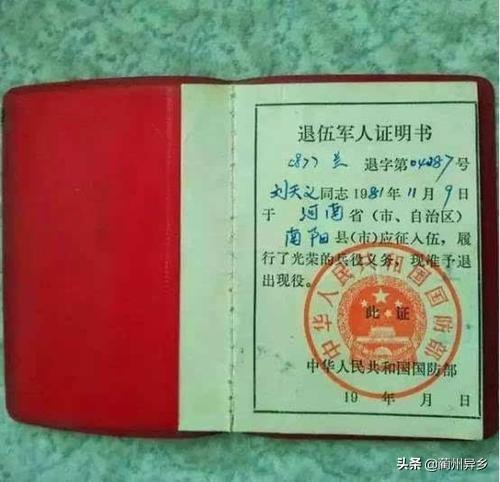 退伍军人证明书
(87) 兰 退字第04287号
刘天义同志1981年11月9日
于 河南 省(市、自治区)
南阳县(市)应征入伍，履
行了光荣的兵役义务，现准予退
出现役。
此证
中华人民共和国国防部
中华人民共和国国防部
19 年 月 日
头条 @蔺州异乡